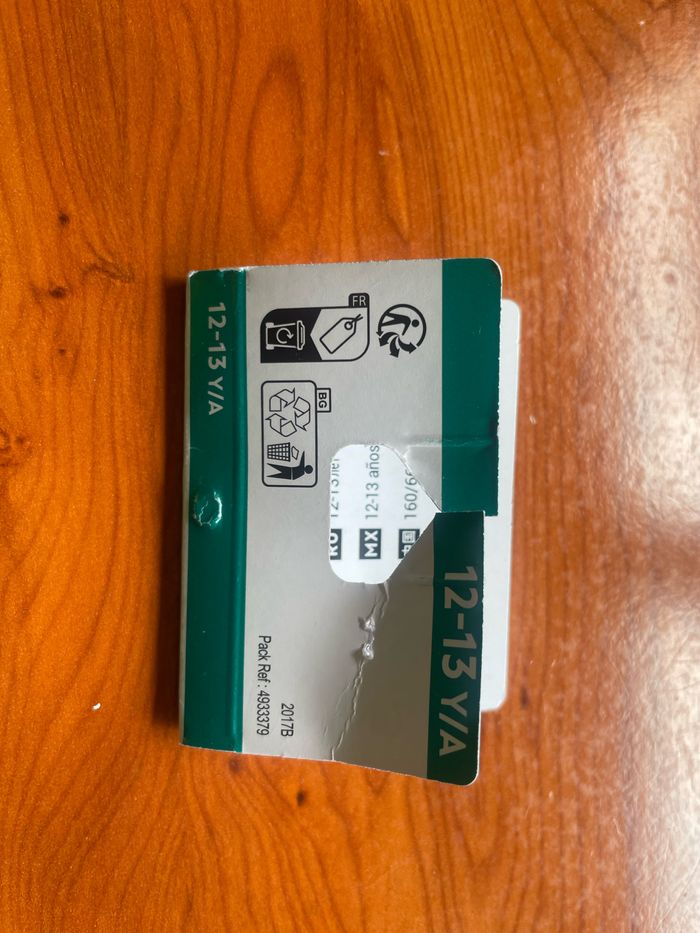 12-13 Y/A
MX 12-13 años
FR
BG
2017B
Pack Ref : 4933379
12-13 Y/A